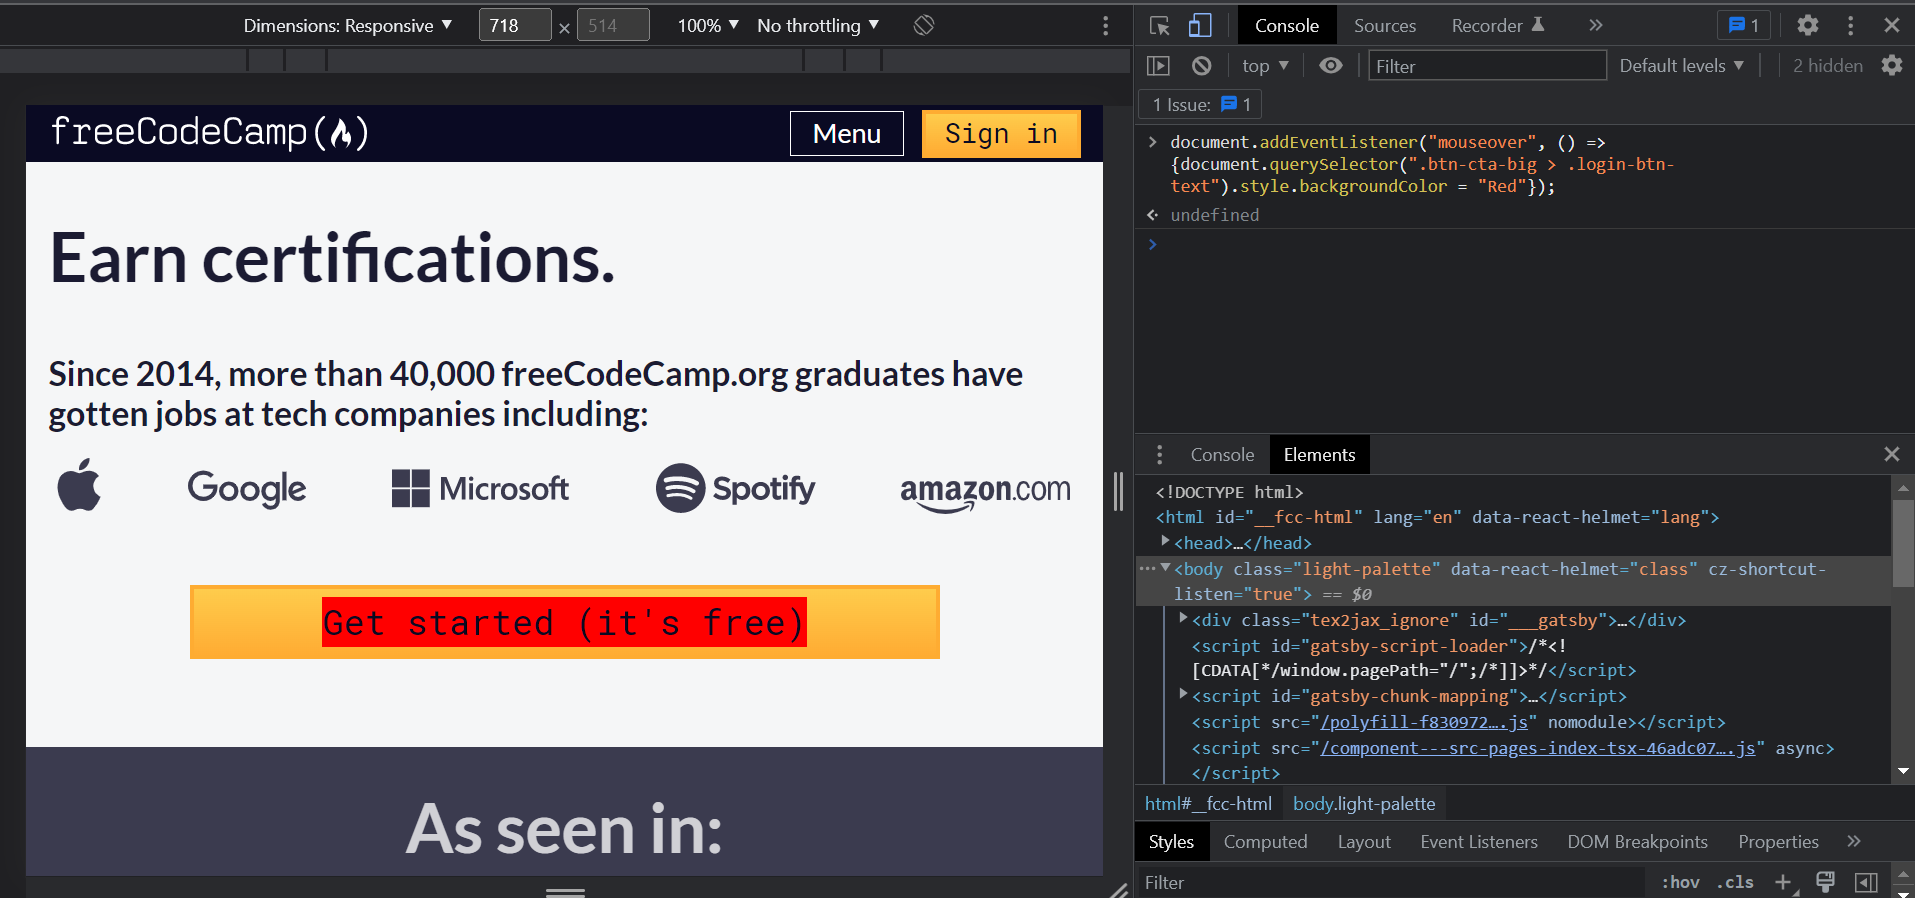 Dimensions: Responsive ▼ 718 × 514 100% ▼ No throttling ▼
freeCodeCamp(
)
Menu
Sign in
Earn certifications.
Since 2014, more than 40,000 freeCodeCamp.org graduates have
gotten jobs at tech companies including:
Google
Microsoft
Spotify
amazon.com
Get started (it's free)
As seen in:
Console Sources Recorder » 1
top ▼ Filter Default levels ▼ 2 hidden
1 Issue: 1
> document.addEventListener("mouseover", () =>
{document.querySelector(".btn-cta-big > .login-btn-
text").style.backgroundColor = "Red"});
undefined
>
Console Elements
<!DOCTYPE html>
<html id="__fcc-html" lang="en" data-react-helmet="lang">
<head>…</head>
<body class="light-palette" data-react-helmet="class" cz-shortcut-
listen="true"> == $0
<div class="tex2jax_ignore" id="___gatsby">…</div>
<script id="gatsby-script-loader">/*<!
[CDATA[*/window.pagePath="/";/*]]>*/</script>
<script id="gatsby-chunk-mapping">…</script>
<script src="/polyfill-f830972….js" nomodule></script>
<script src="/component---src-pages-index-tsx-46adc07….js" async>
</script>
html#__fcc-html body.light-palette
Styles Computed Layout Event Listeners DOM Breakpoints Properties »
Filter :hov .cls +